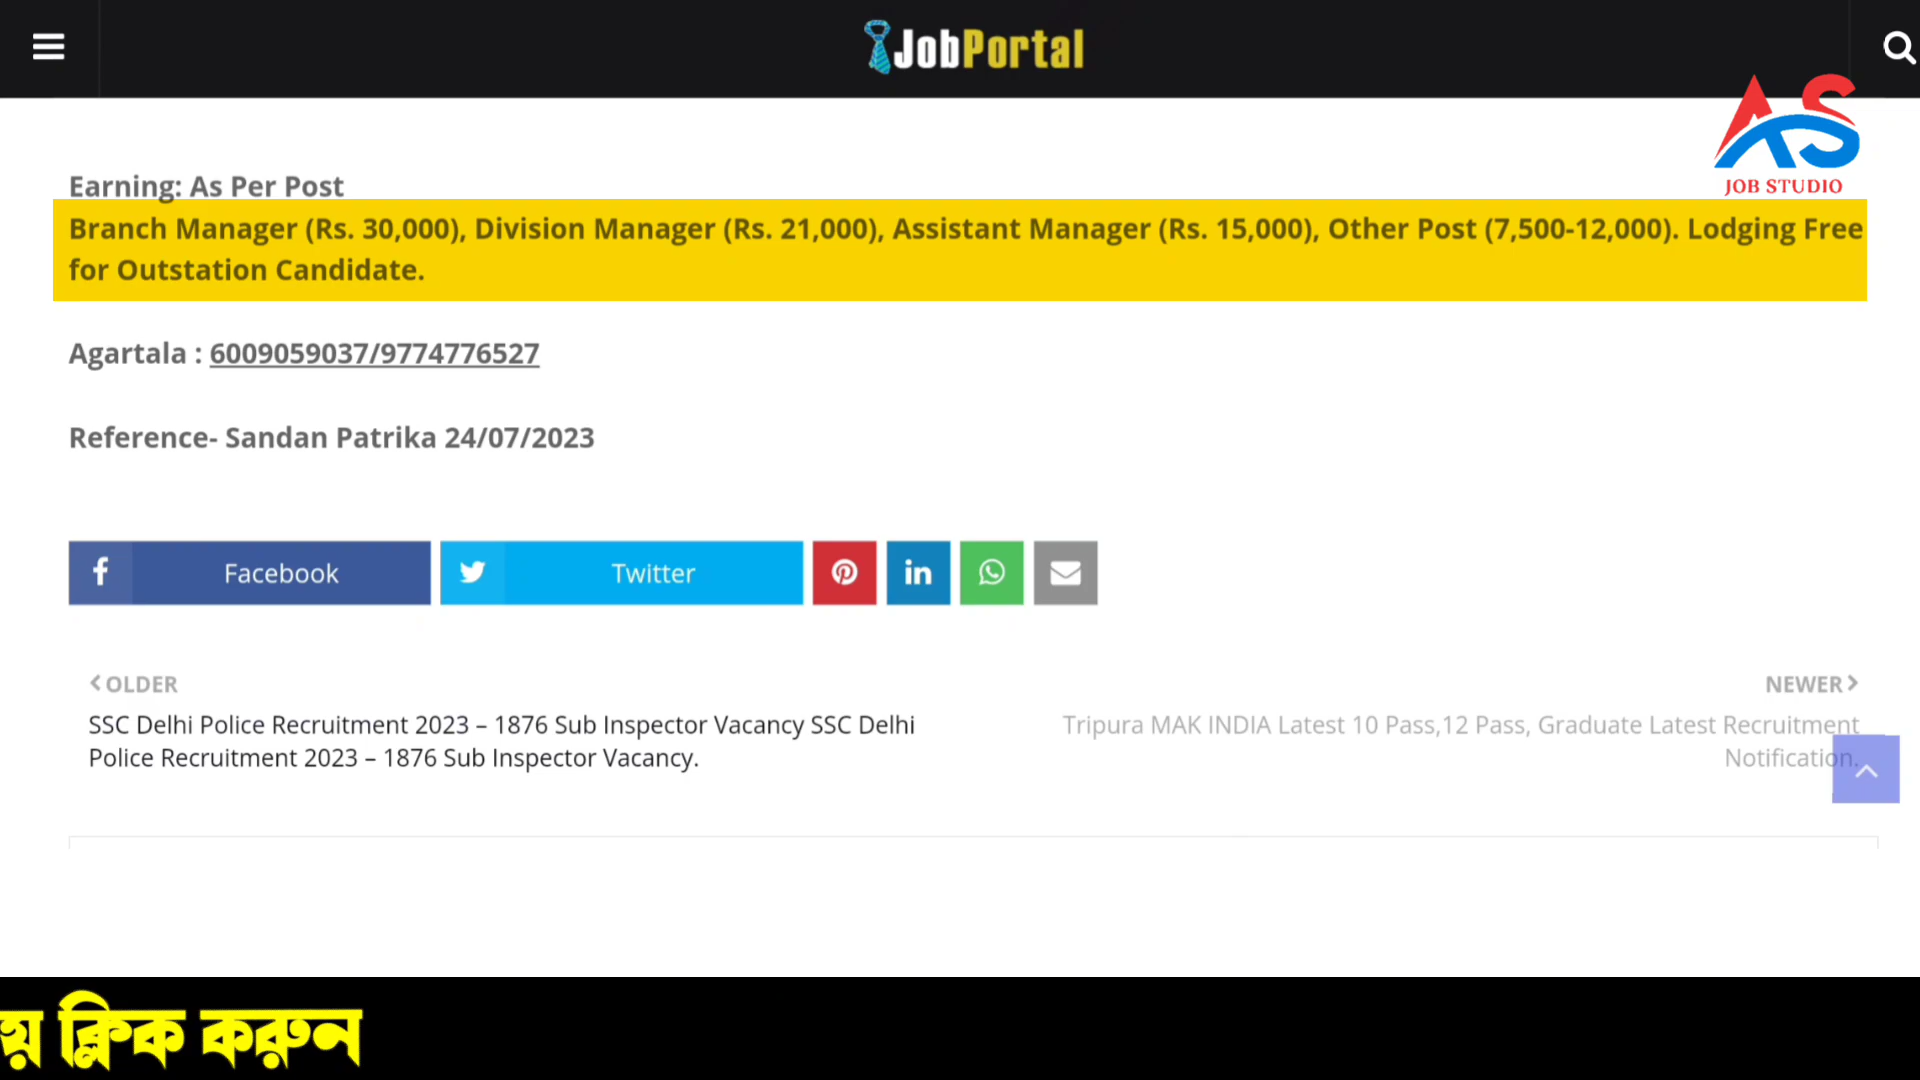 JobPortal
JOB STUDIO
Earning: As Per Post
Branch Manager (Rs. 30,000), Division Manager (Rs. 21,000), Assistant Manager (Rs. 15,000), Other Post (7,500-12,000). Lodging Free
for Outstation Candidate.
Agartala : 6009059037/9774776527
Reference- Sandan Patrika 24/07/2023
Facebook
Twitter
OLDER
SSC Delhi Police Recruitment 2023 – 1876 Sub Inspector Vacancy SSC Delhi
Police Recruitment 2023 – 1876 Sub Inspector Vacancy.
NEWER
Tripura MAK INDIA Latest 10 Pass,12 Pass, Graduate Latest Recruitment
Notification.
য় ক্লিক করুন